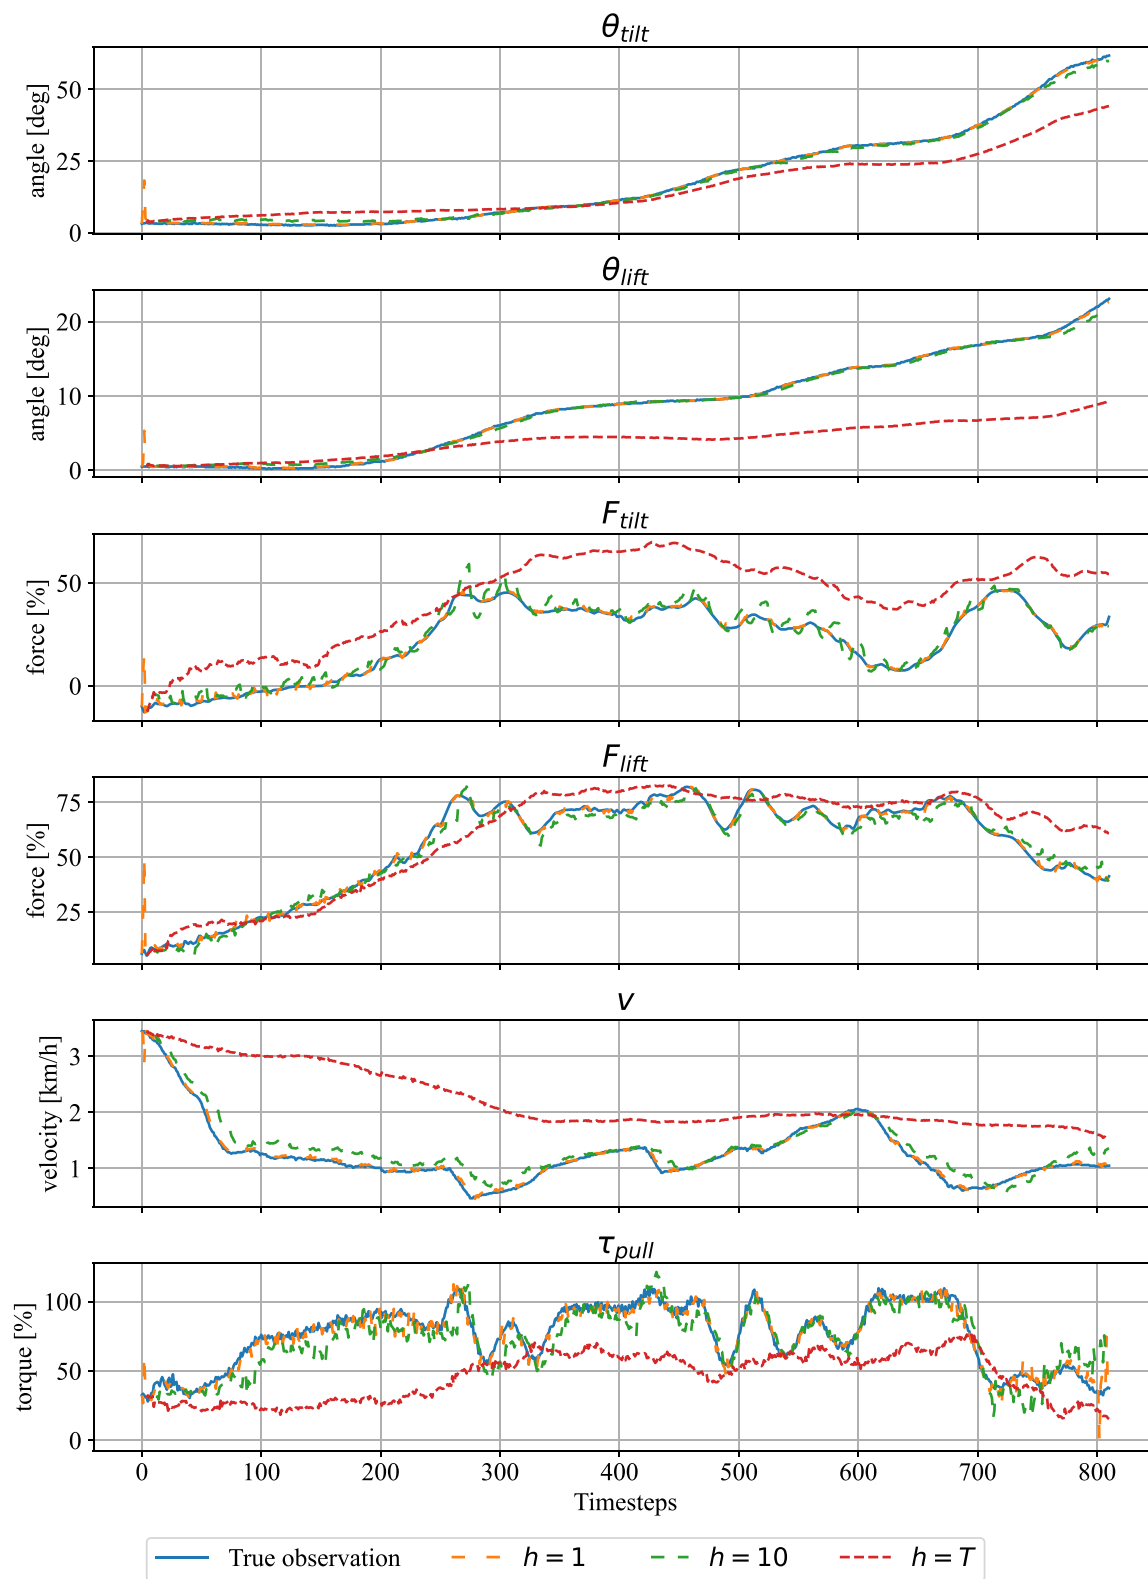 θtilt
angle [deg]
50
25
0
θlift
angle [deg]
20
10
0
Ftilt
force [%]
50
0
Flift
force [%]
75
50
25
v
velocity [km/h]
3
2
1
τpull
torque [%]
100
50
0
0 100 200 300 400 500 600 700 800
Timesteps
True observation h = 1 h = 10 h = T